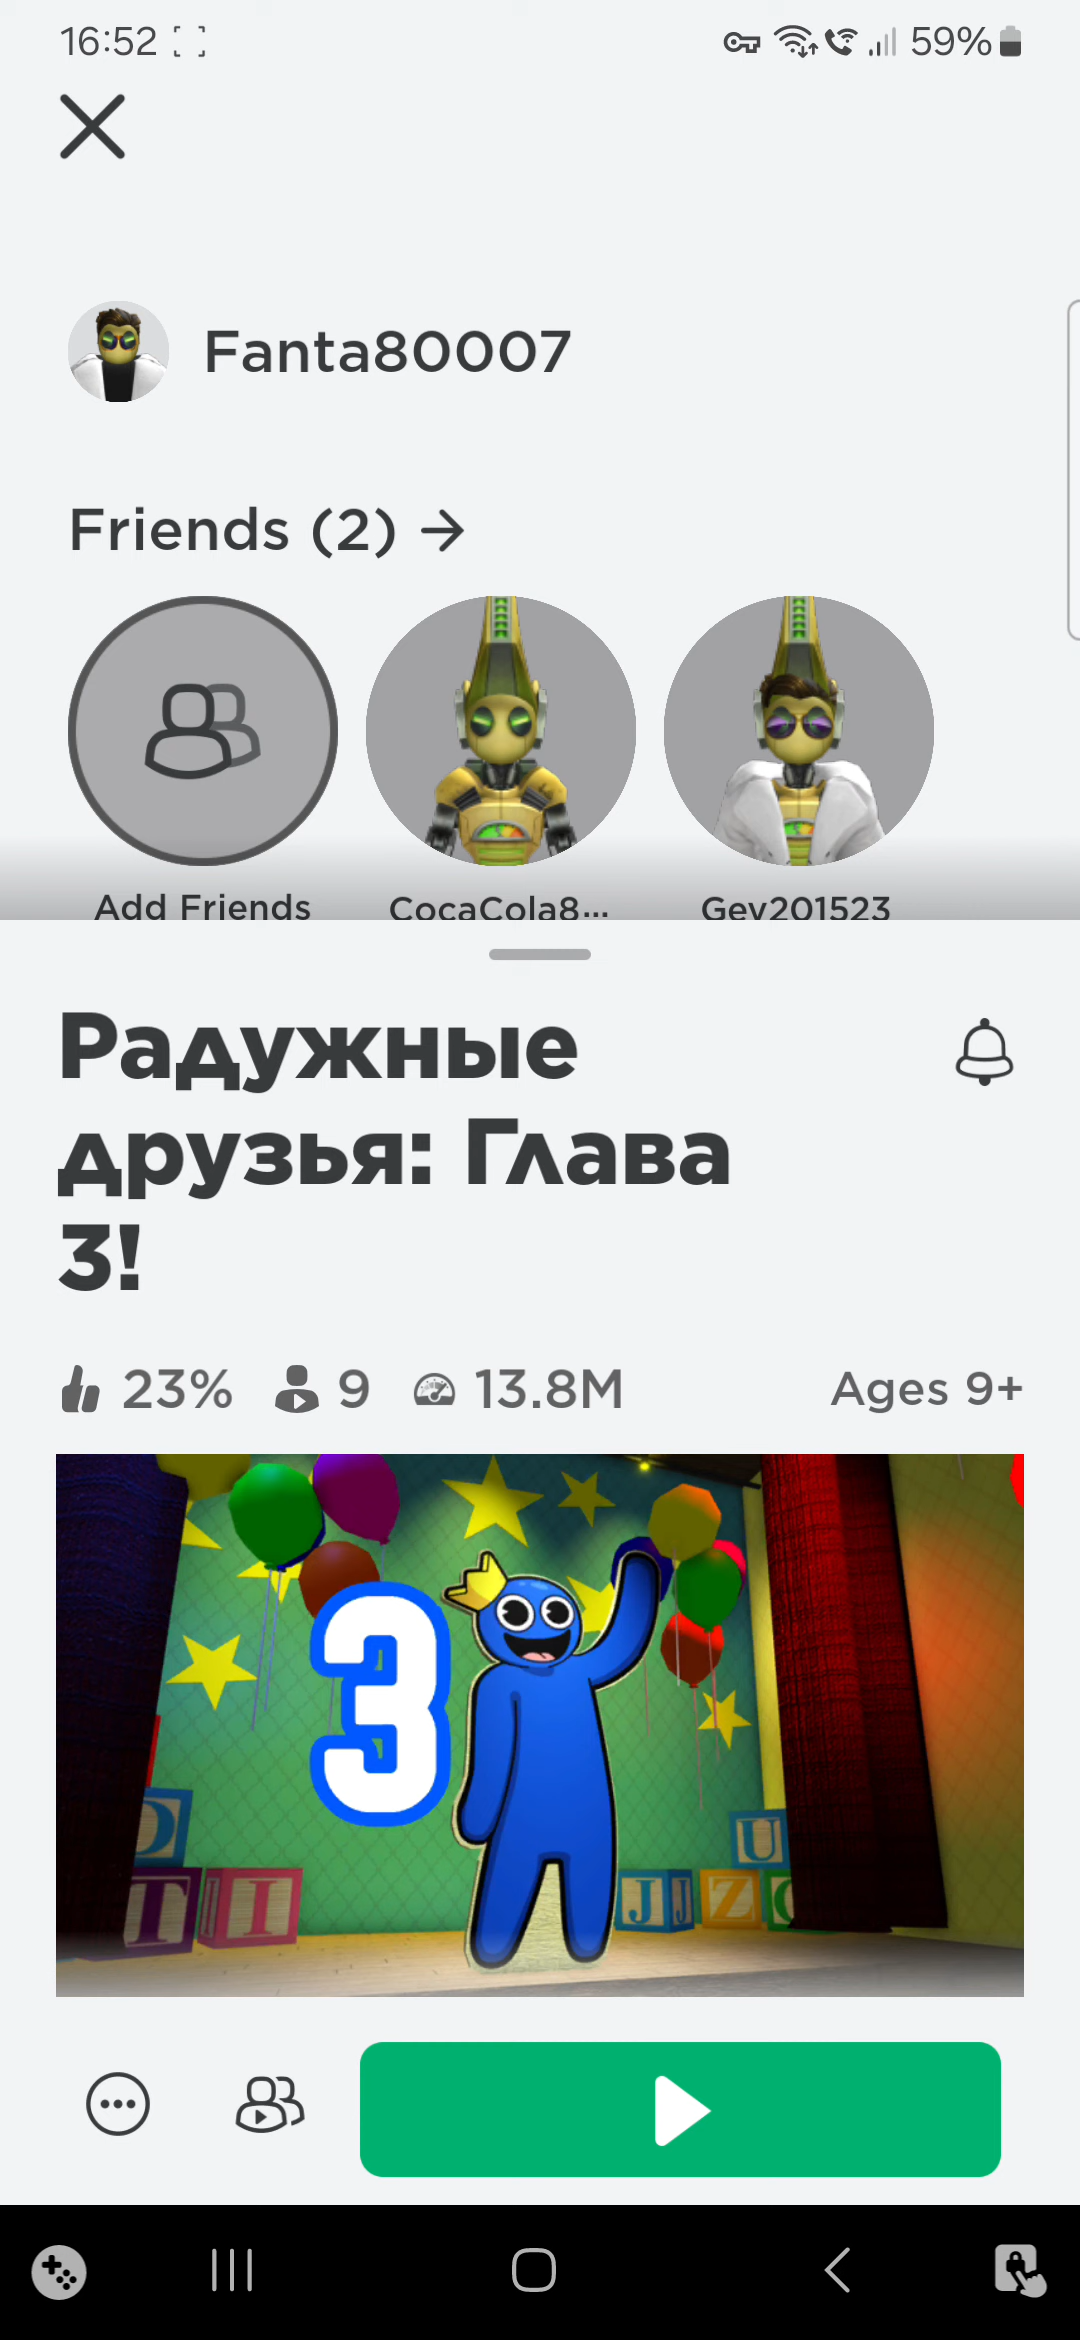 16:52
59%
Fanta80007
Friends (2) →
Add Friends
CocaCola8...
Gev201523
Радужные
друзья: Глава
3!
23% 9 13.8M
Ages 9+
3
U
T I
J J Z